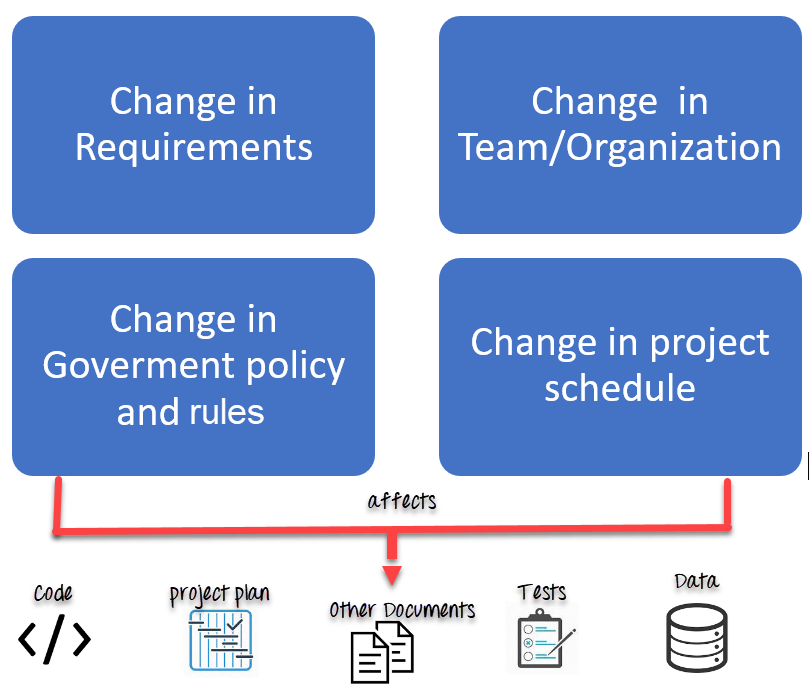 Change in
Requirements
Change in
Team/Organization
Change in
Goverment policy
and rules
Change in project
schedule
affects
Code
project plan
Other Documents
Tests
Data